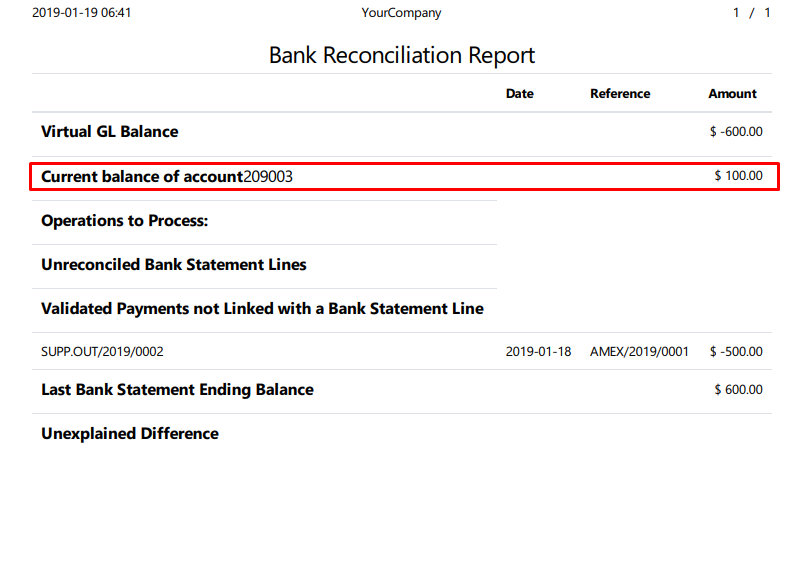 2019-01-19 06:41 YourCompany 1 / 1
Bank Reconciliation Report
Date Reference Amount
Virtual GL Balance $ -600.00
Current balance of account209003 $ 100.00
Operations to Process:
Unreconciled Bank Statement Lines
Validated Payments not Linked with a Bank Statement Line
SUPP.OUT/2019/0002 2019-01-18 AMEX/2019/0001 $ -500.00
Last Bank Statement Ending Balance $ 600.00
Unexplained Difference